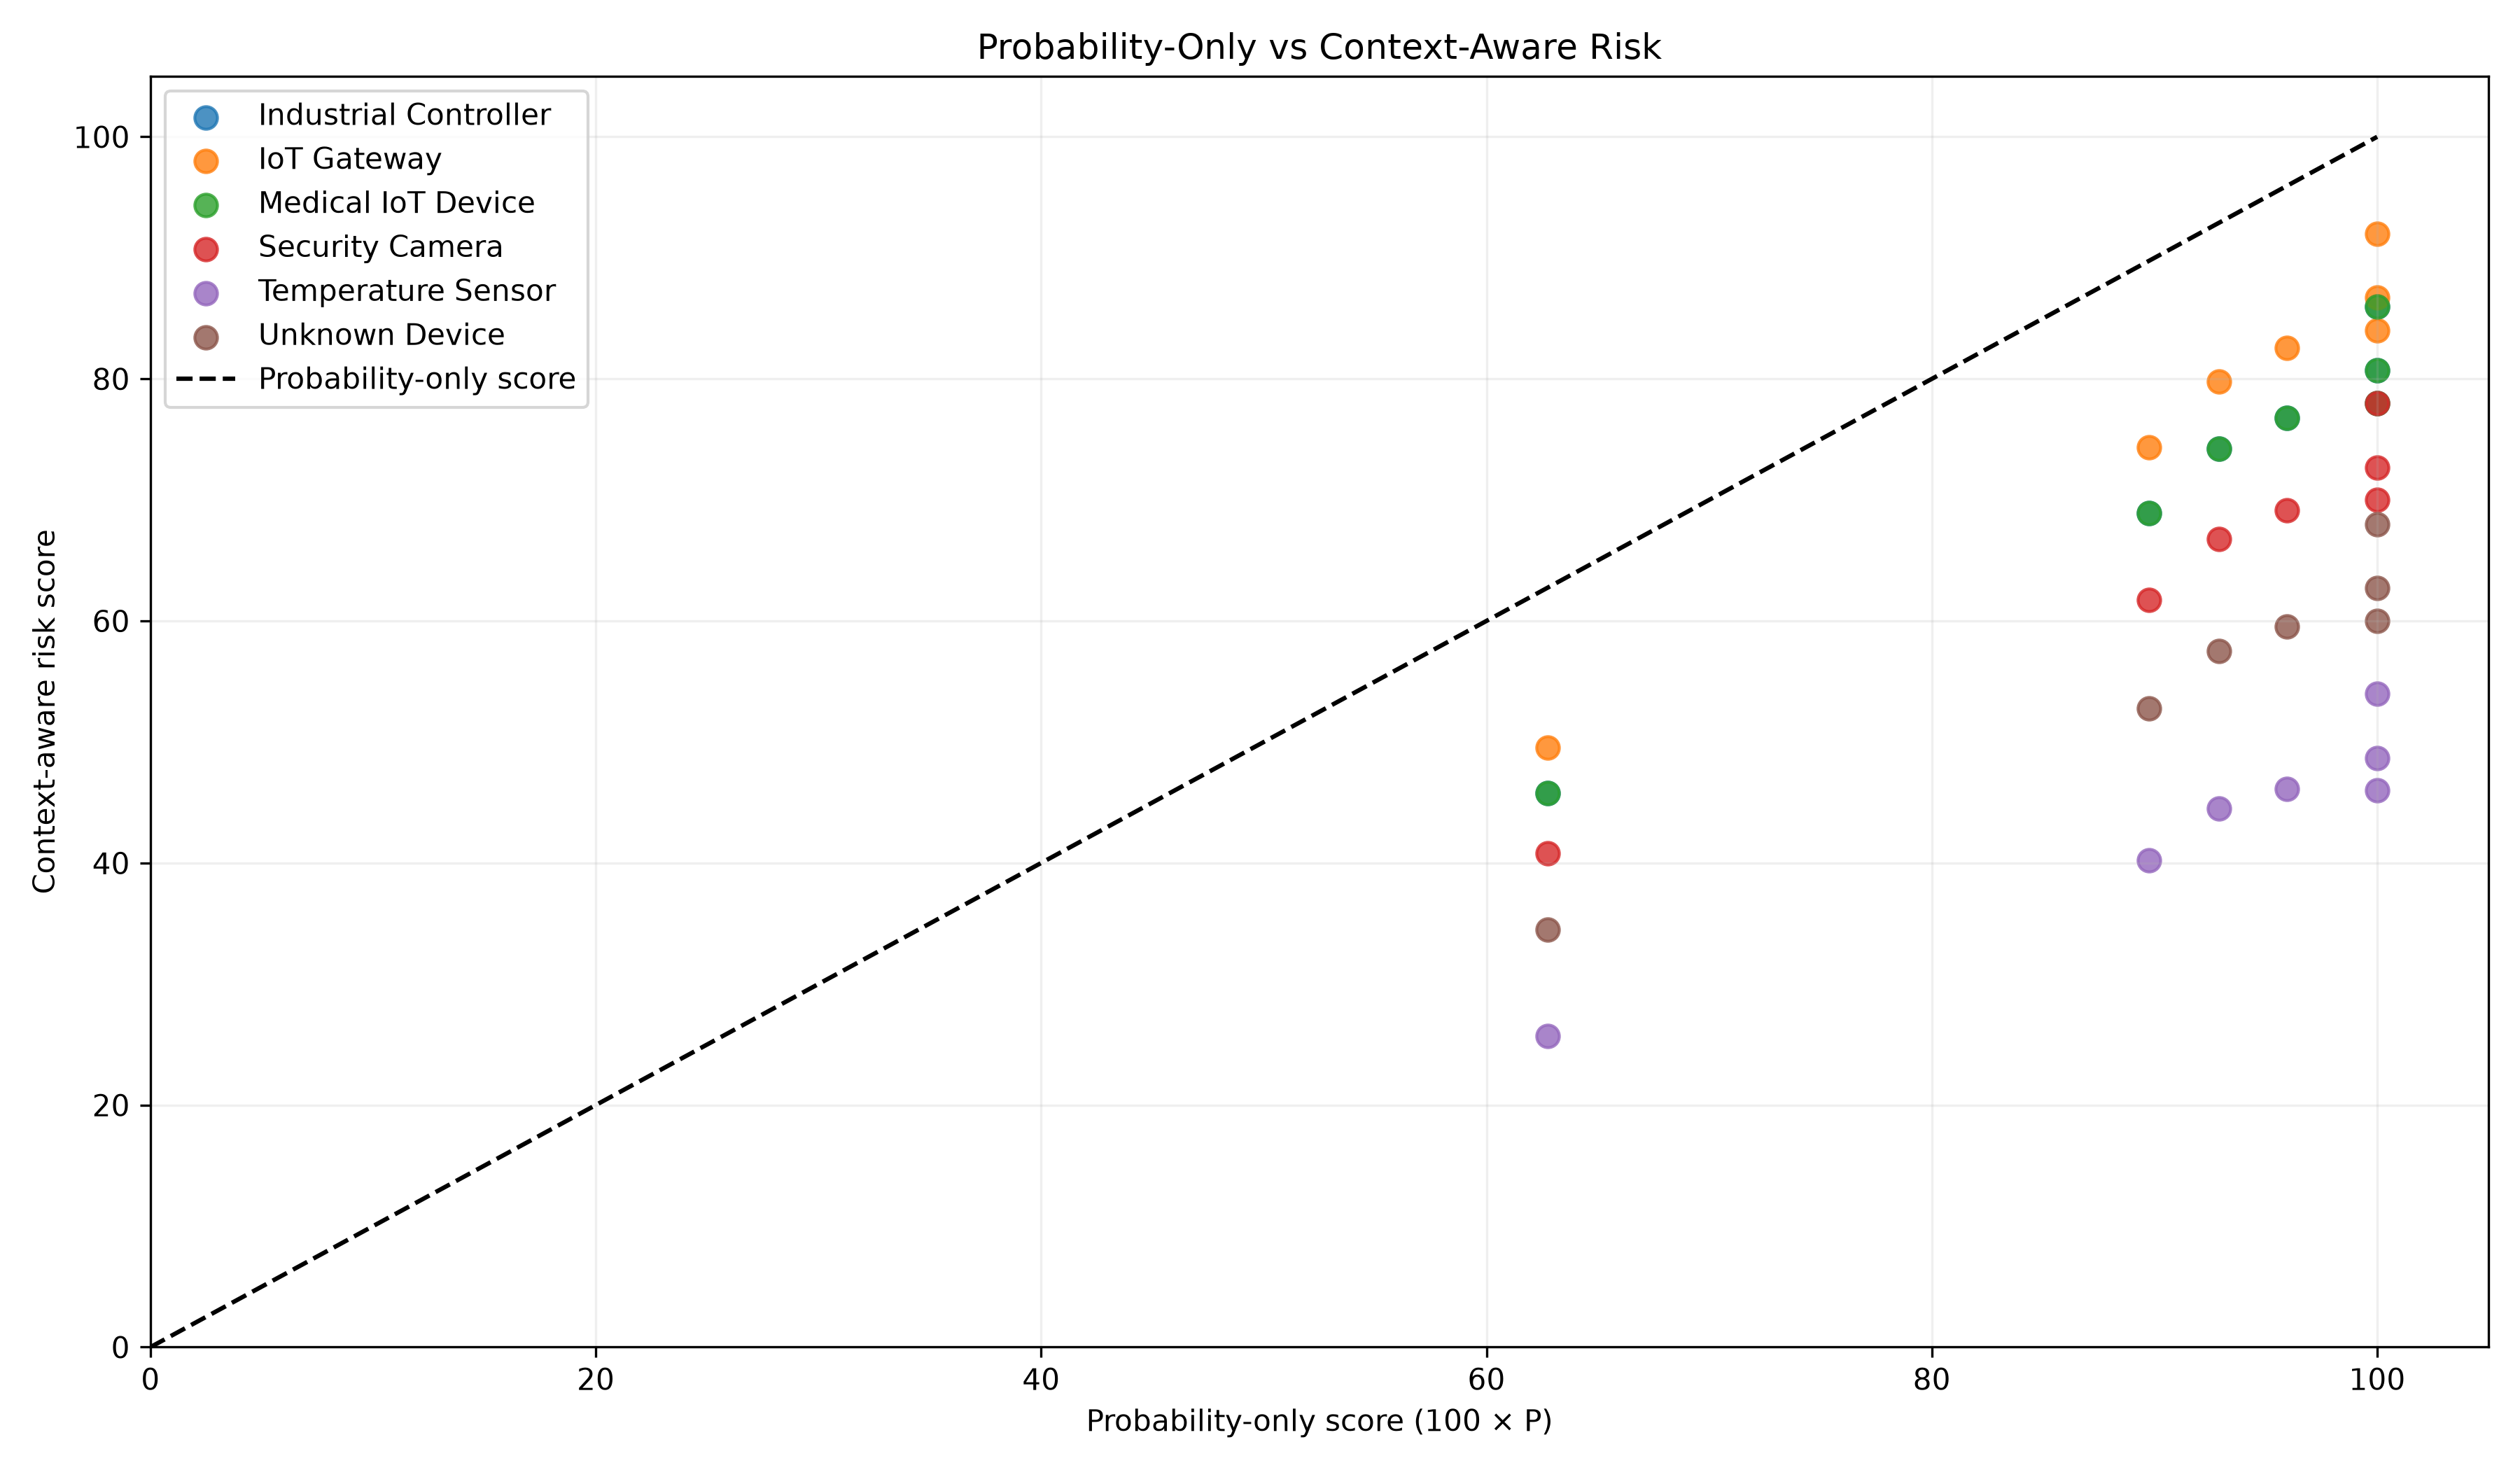 Probability-Only vs Context-Aware Risk
Industrial Controller
IoT Gateway
Medical IoT Device
Security Camera
Temperature Sensor
Unknown Device
Probability-only score
100
80
60
40
20
0
Context-aware risk score
0 20 40 60 80 100
Probability-only score (100 × P)